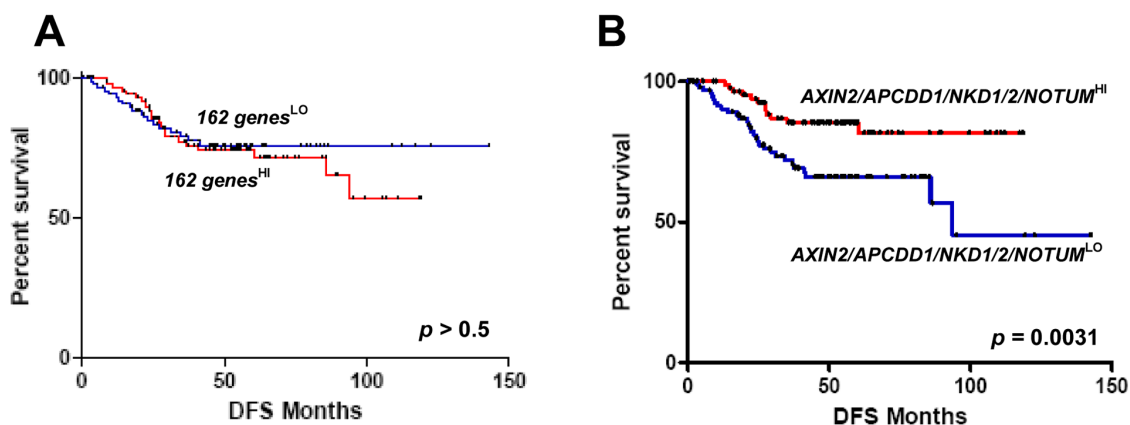 A
Percent survival
100
50
0
162 genesLO
162 genesHI
p > 0.5
0
50
100
150
DFS Months
B
Percent survival
100
50
0
AXIN2/APCDD1/NKD1/2/NOTUMHI
AXIN2/APCDD1/NKD1/2/NOTUMLO
p = 0.0031
0
50
100
150
DFS Months